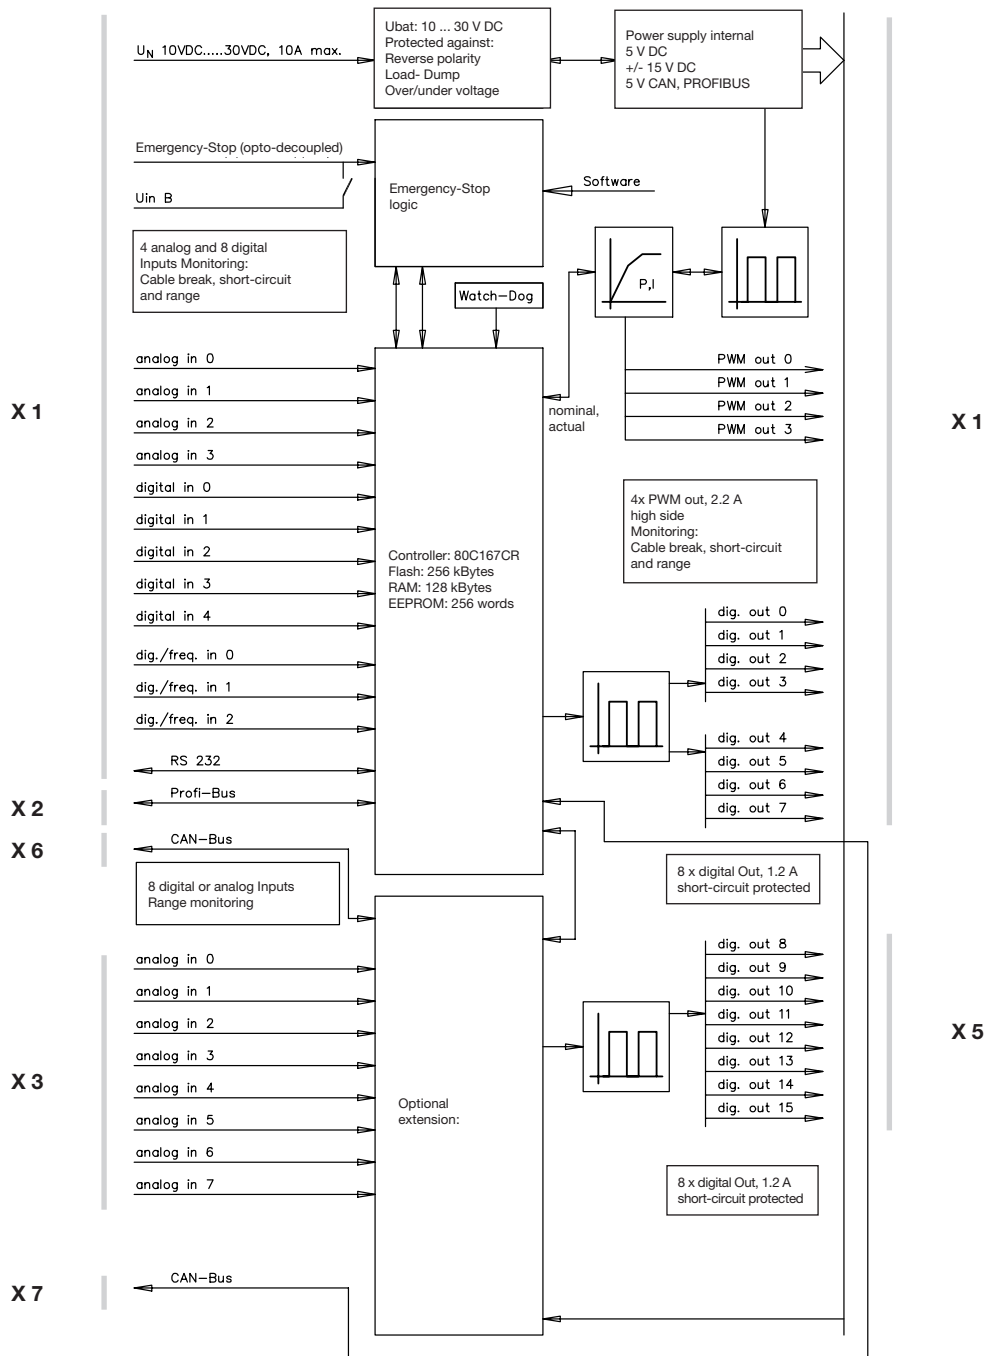 U_N 10VDC.....30VDC, 10A max.
Ubat: 10 ... 30 V DC
Protected against:
Reverse polarity
Load- Dump
Over/under voltage
Power supply internal
5 V DC
+/- 15 V DC
5 V CAN, PROFIBUS
Emergency-Stop (opto-decoupled)
Uin B
Emergency-Stop
logic
Software
4 analog and 8 digital
Inputs Monitoring:
Cable break, short-circuit
and range
Watch-Dog
P,I
X 1
analog in 0
analog in 1
analog in 2
analog in 3
digital in 0
digital in 1
digital in 2
digital in 3
digital in 4
dig./freq. in 0
dig./freq. in 1
dig./freq. in 2
RS 232
nominal,
actual
PWM out 0
PWM out 1
PWM out 2
PWM out 3
X 1
4x PWM out, 2.2 A
high side
Monitoring:
Cable break, short-circuit
and range
Controller: 80C167CR
Flash: 256 kBytes
RAM: 128 kBytes
EEPROM: 256 words
dig. out 0
dig. out 1
dig. out 2
dig. out 3
dig. out 4
dig. out 5
dig. out 6
dig. out 7
X 2
Profi-Bus
X 6
CAN-Bus
8 digital or analog Inputs
Range monitoring
8 x digital Out, 1.2 A
short-circuit protected
X 3
analog in 0
analog in 1
analog in 2
analog in 3
analog in 4
analog in 5
analog in 6
analog in 7
Optional
extension:
dig. out 8
dig. out 9
dig. out 10
dig. out 11
dig. out 12
dig. out 13
dig. out 14
dig. out 15
X 5
8 x digital Out, 1.2 A
short-circuit protected
X 7
CAN-Bus